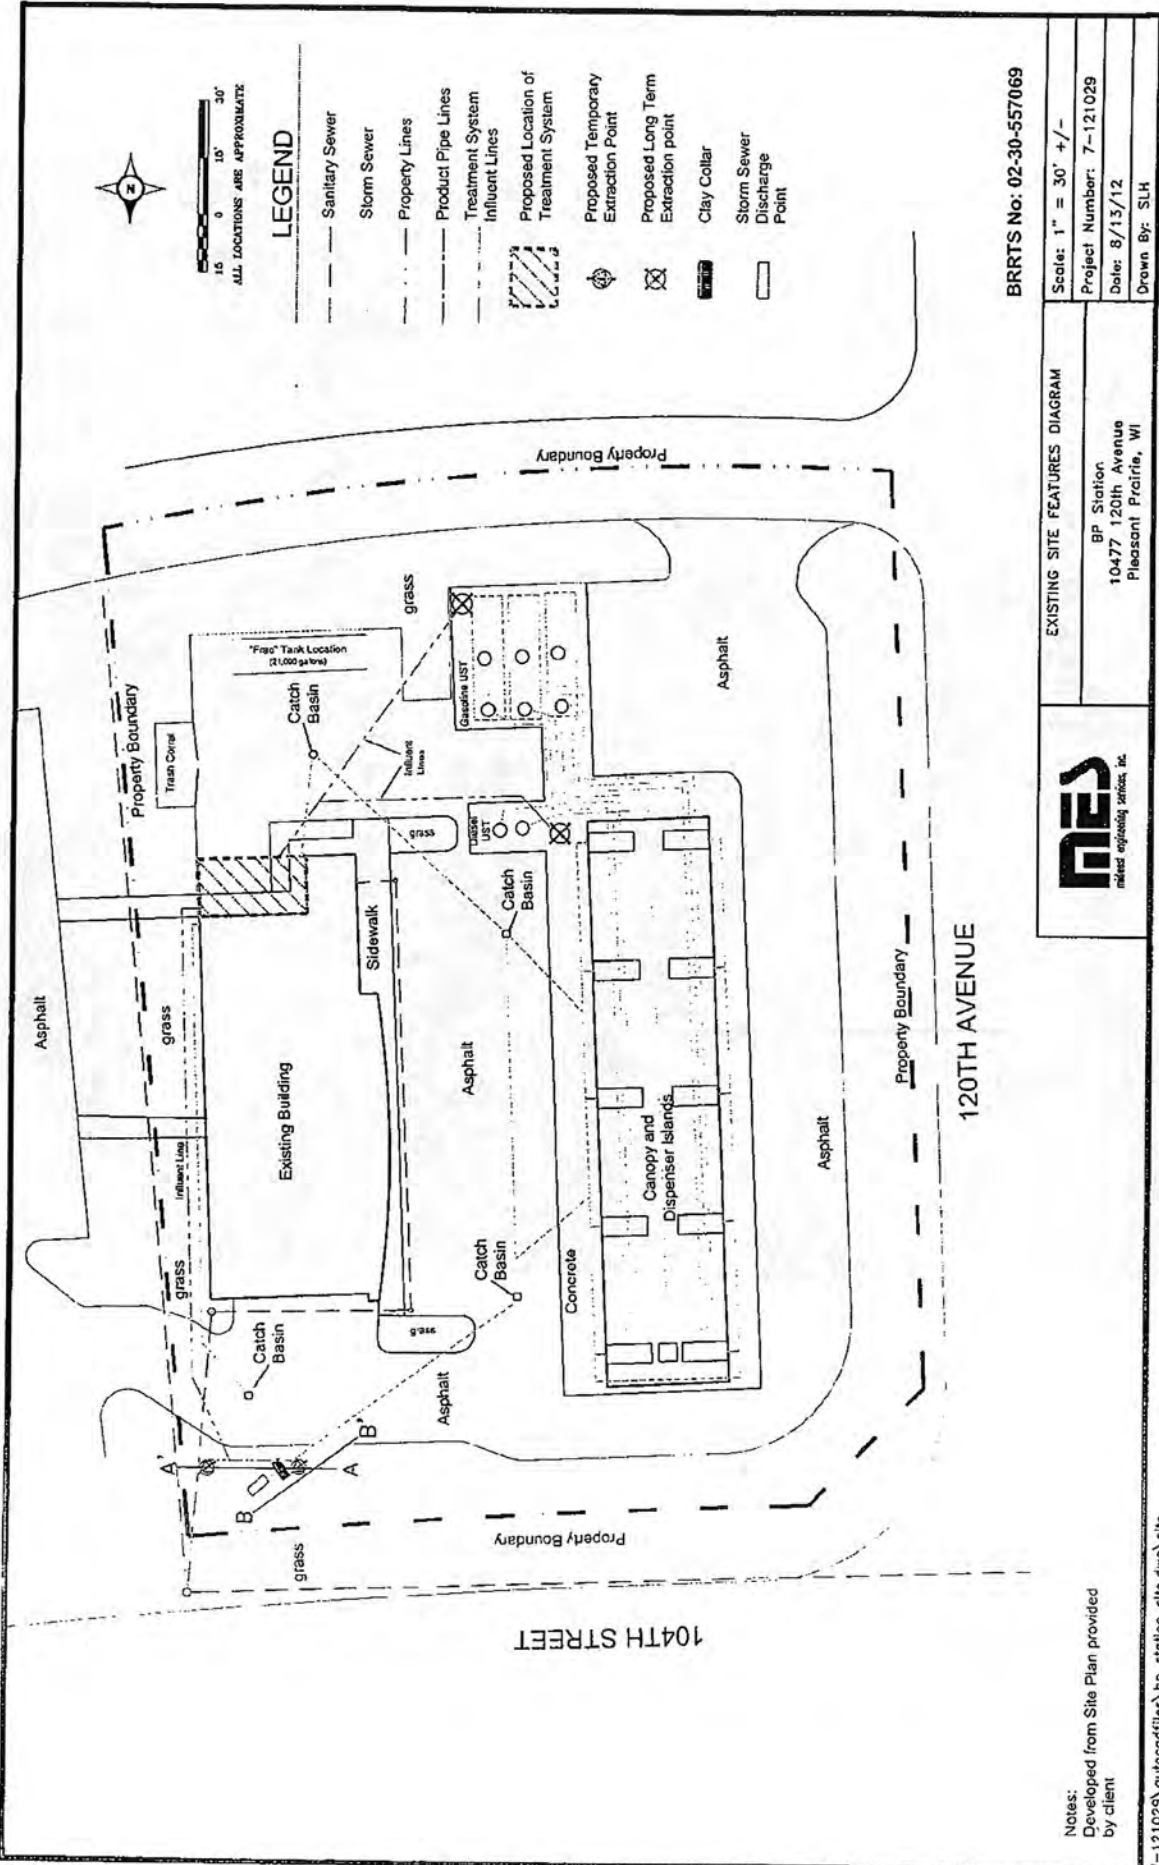 N
15 0 15' 30'
ALL LOCATIONS ARE APPROXIMATE
LEGEND
Sanitary Sewer
Storm Sewer
Property Lines
Product Pipe Lines
Treatment System
Influent Lines
Proposed Location of
Treatment System
Proposed Temporary
Extraction Point
Proposed Long Term
Extraction point
Clay Collar
Storm Sewer
Discharge
Point
BRRTS No: 02-30-557069
Asphalt
Property Boundary
Trash Corral
"Frac" Tank Location
(21,000 gallons)
Catch
Basin
grass
Property Boundary
Gasoline UST
Influent
Lines
Diesel
UST
grass
grass
Influent Line
grass
Existing Building
Sidewalk
Catch
Basin
Asphalt
Asphalt
Catch
Basin
Catch
Basin
grass
Asphalt
Concrete
Canopy and
Dispenser Islands
Asphalt
Property Boundary
A'
A
B
B'
grass
Property Boundary
104TH STREET
120TH AVENUE
Notes:
Developed from Site Plan provided
by client
MES
midwest engineering services, inc.
EXISTING SITE FEATURES DIAGRAM
BP Station
10477 120th Avenue
Pleasant Prairie, WI
Scale: 1" = 30' +/-
Project Number: 7-121029
Date: 8/13/12
Drawn By: SLH